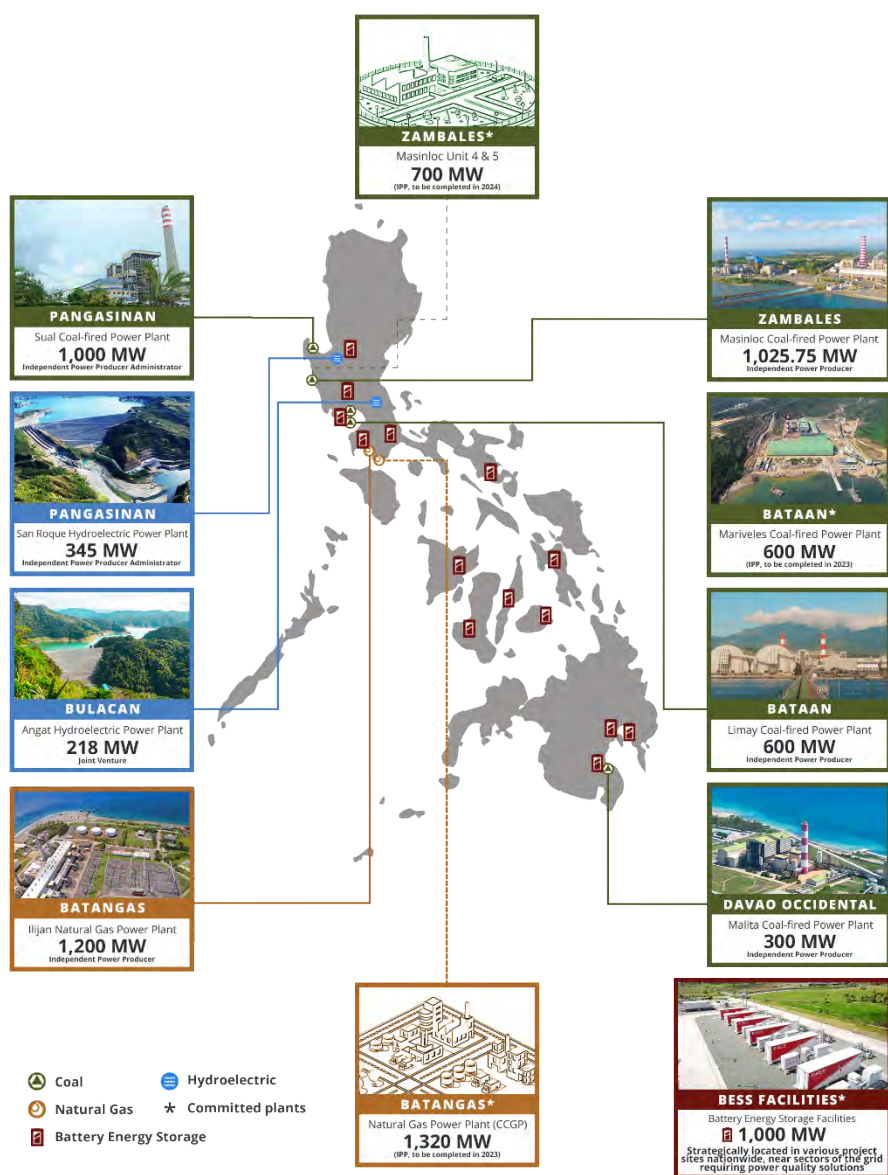 ZAMBALES*
Masinloc Unit 4 & 5
700 MW
(IPP, to be completed in 2024)
PANGASINAN
Sual Coal-fired Power Plant
1,000 MW
Independent Power Producer Administrator
ZAMBALES
Masinloc Coal-fired Power Plant
1,025.75 MW
Independent Power Producer
PANGASINAN
San Roque Hydroelectric Power Plant
345 MW
Independent Power Producer Administrator
BATAAN*
Mariveles Coal-fired Power Plant
600 MW
(IPP, to be completed in 2023)
BULACAN
Angat Hydroelectric Power Plant
218 MW
Joint Venture
BATAAN
Limay Coal-fired Power Plant
600 MW
Independent Power Producer
BATANGAS
Ilijan Natural Gas Power Plant
1,200 MW
Independent Power Producer
DAVAO OCCIDENTAL
Malita Coal-fired Power Plant
300 MW
Independent Power Producer
BATANGAS*
Natural Gas Power Plant (CCGP)
1,320 MW
(IPP, to be completed in 2023)
BESS FACILITIES*
Battery Energy Storage Facilities
1,000 MW
Strategically located in various project
sites nationwide, near sectors of the grid
requiring power quality solutions
Coal
Hydroelectric
Natural Gas
* Committed plants
Battery Energy Storage